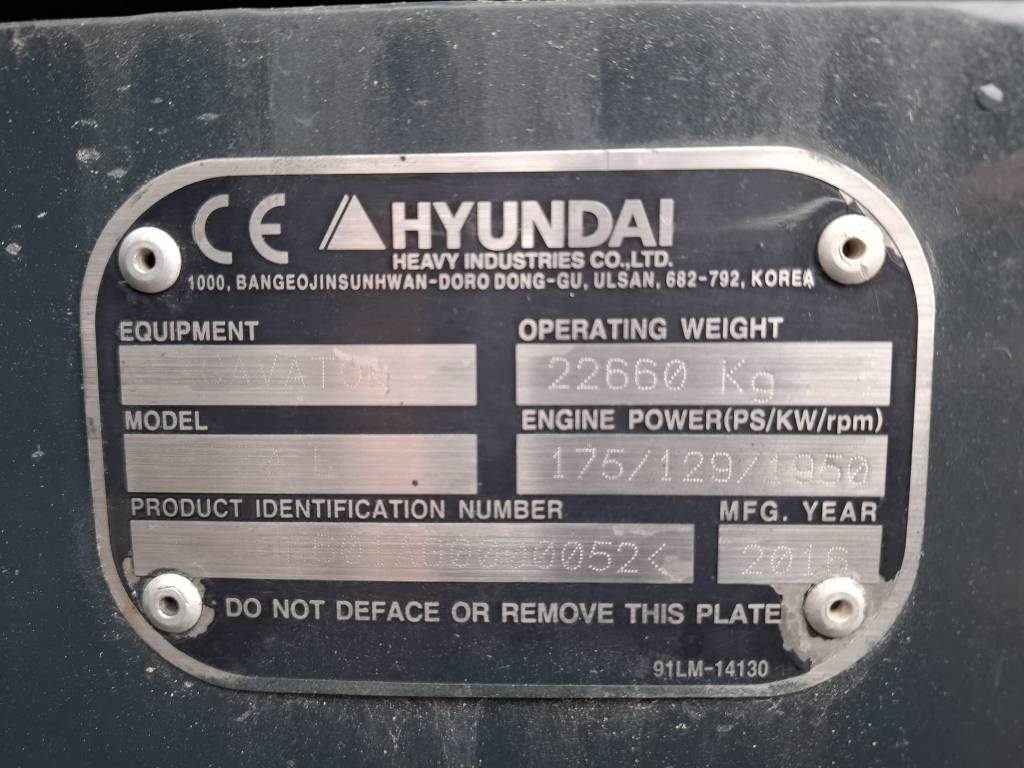 CE HYUNDAI
HEAVY INDUSTRIES CO.,LTD.
1000, BANGEOJINSUNHWAN-DORO DONG-GU, ULSAN, 682-792, KOREA
EQUIPMENT OPERATING WEIGHT
22660 Kg
MODEL ENGINE POWER(PS/KW/rpm)
175/129/1950
PRODUCT IDENTIFICATION NUMBER MFG. YEAR
DO NOT DEFACE OR REMOVE THIS PLATE
91LM-14130